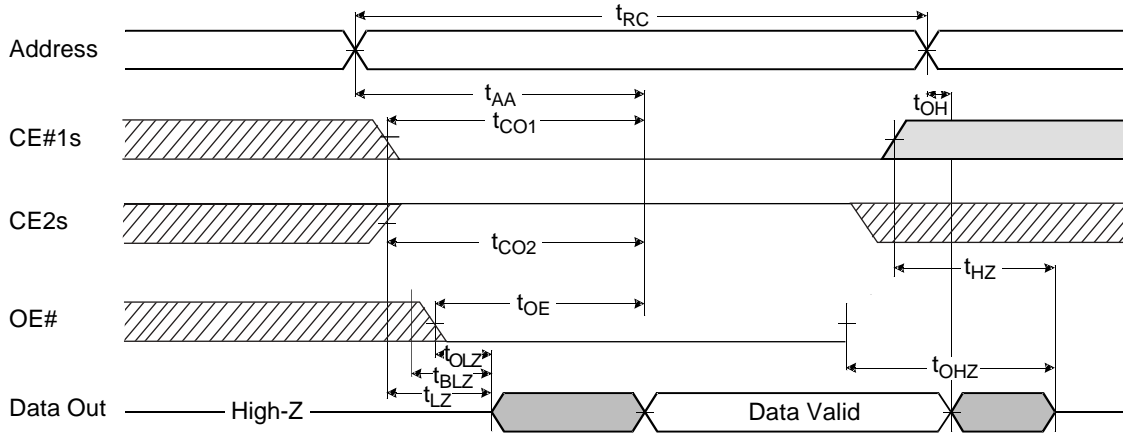 tRC
Address
tAA
tOH
tCO1
CE#1s
CE2s
tCO2
tHZ
tOE
OE#
tOLZ
tOHZ
tBLZ
tLZ
Data Out High-Z Data Valid